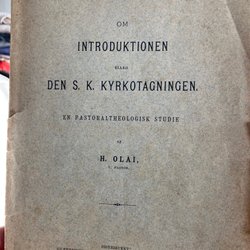 OM
INTRODUKTIONEN
ELLER
DEN S. K. KYRKOTAGNINGEN.
EN PASTORALTHEOLOGISK STUDIE
AF
H. OLAI,